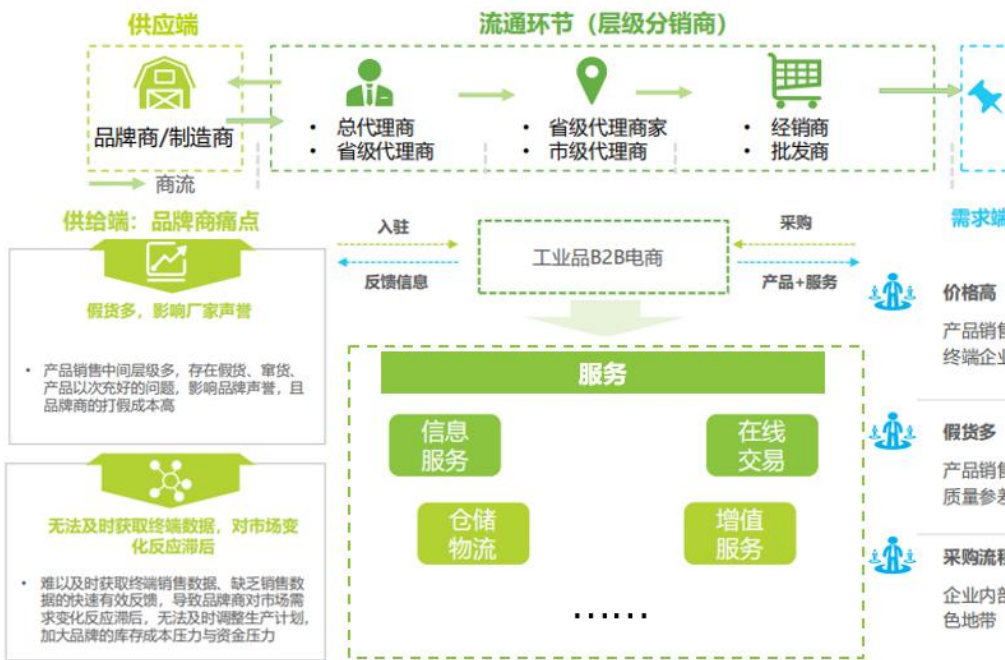 供应端
流通环节（层级分销商）
品牌商/制造商
• 总代理商
• 省级代理商
• 省级代理商家
• 市级代理商
• 经销商
• 批发商
商流
供给端：品牌商痛点
假货多，影响厂家声誉
• 产品销售中间层级多，存在假货、窜货、
产品以次充好的问题，影响品牌声誉，且
品牌商的打假成本高
无法及时获取终端数据，对市场变
化反应滞后
• 难以及时获取终端销售数据、缺乏销售数
据的快速有效反馈，导致品牌商对市场需
求变化反应滞后，无法及时调整生产计划，
加大品牌的库存成本压力与资金压力
入驻
反馈信息
工业品B2B电商
采购
产品+服务
服务
信息
服务
在线
交易
仓储
物流
增值
服务
……
需求端
价格高
产品销售
终端企业
假货多
产品销售
质量参差
采购流程
企业内部
色地带